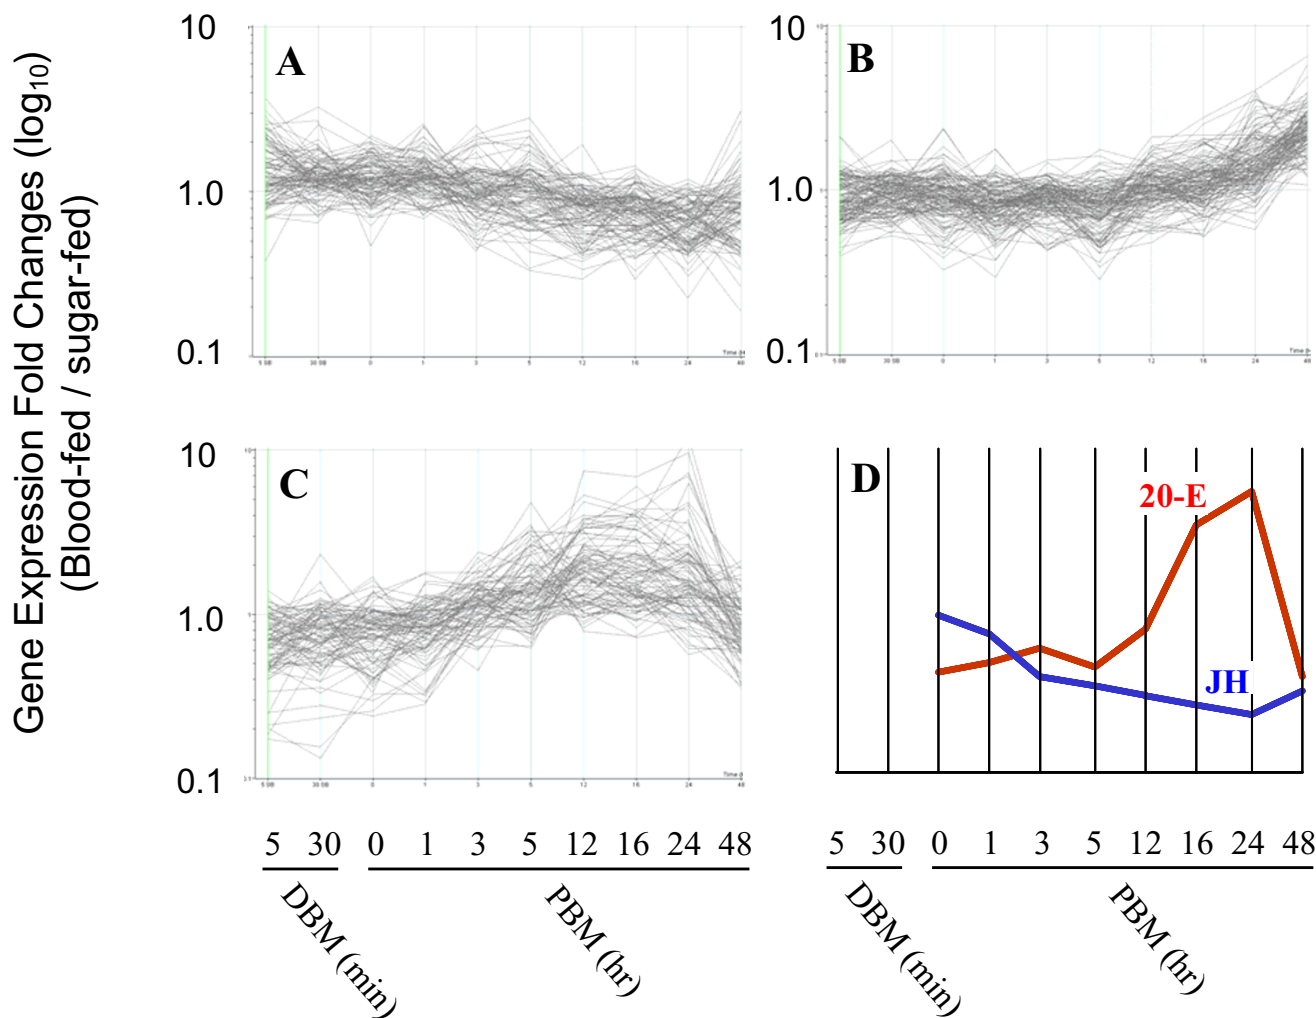 Gene Expression Fold Changes (log10)
(Blood-fed / sugar-fed)
10
1.0
0.1
A
10
1.0
0.1
B
10
1.0
0.1
C
D
20-E
JH
5 30 0 1 3 5 12 16 24 48
DBM (min)
PBM (hr)
5 30 0 1 3 5 12 16 24 48
DBM (min)
PBM (hr)